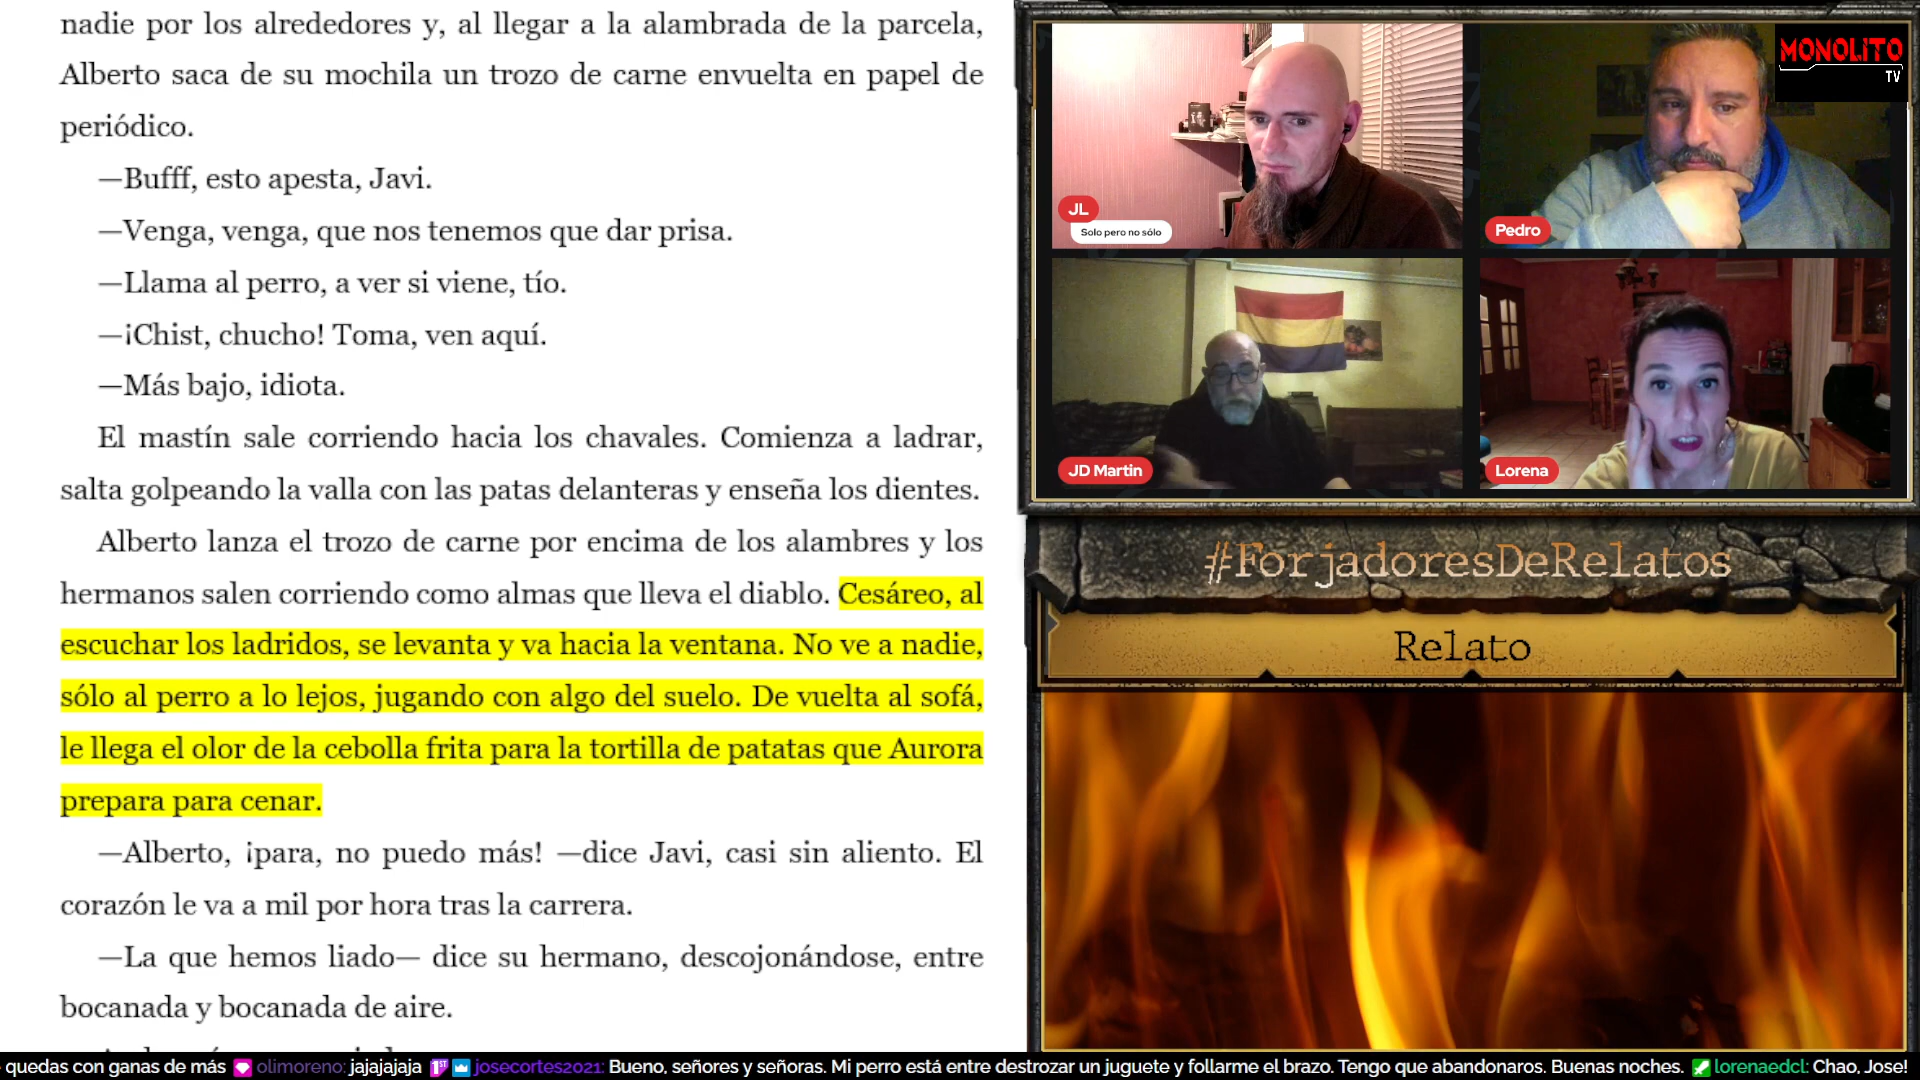 nadie por los alrededores y, al llegar a la alambrada de la parcela,
Alberto saca de su mochila un trozo de carne envuelta en papel de
periódico.
—Bufff, esto apesta, Javi.
—Venga, venga, que nos tenemos que dar prisa.
—Llama al perro, a ver si viene, tío.
—¡Chist, chucho! Toma, ven aquí.
—Más bajo, idiota.
El mastín sale corriendo hacia los chavales. Comienza a ladrar,
salta golpeando la valla con las patas delanteras y enseña los dientes.
Alberto lanza el trozo de carne por encima de los alambres y los
hermanos salen corriendo como almas que lleva el diablo. Cesáreo, al
escuchar los ladridos, se levanta y va hacia la ventana. No ve a nadie,
sólo al perro a lo lejos, jugando con algo del suelo. De vuelta al sofá,
le llega el olor de la cebolla frita para la tortilla de patatas que Aurora
prepara para cenar.
—Alberto, ¡para, no puedo más! —dice Javi, casi sin aliento. El
corazón le va a mil por hora tras la carrera.
—La que hemos liado— dice su hermano, descojonándose, entre
bocanada y bocanada de aire.
MONOLITO
TV
JL
Solo pero no sólo
Pedro
JD Martin
Lorena
#ForjadoresDeRelatos
Relato
quedas con ganas de más olimoreno: jajajajaja 1ST josecortes2021: Bueno, señores y señoras. Mi perro está entre destrozar un juguete y follarme el brazo. Tengo que abandonaros. Buenas noches. lorenaedcl: Chao, Jose!